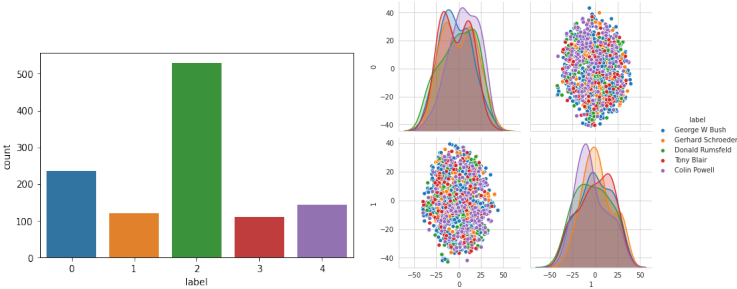 count
500
400
300
200
100
0
0 1 2 3 4
label
0
40
20
0
−20
−40
1
40
20
0
−20
−40
−50 −25 0 25 50
0
−50 −25 0 25 50
1
label
George W Bush
Gerhard Schroeder
Donald Rumsfeld
Tony Blair
Colin Powell